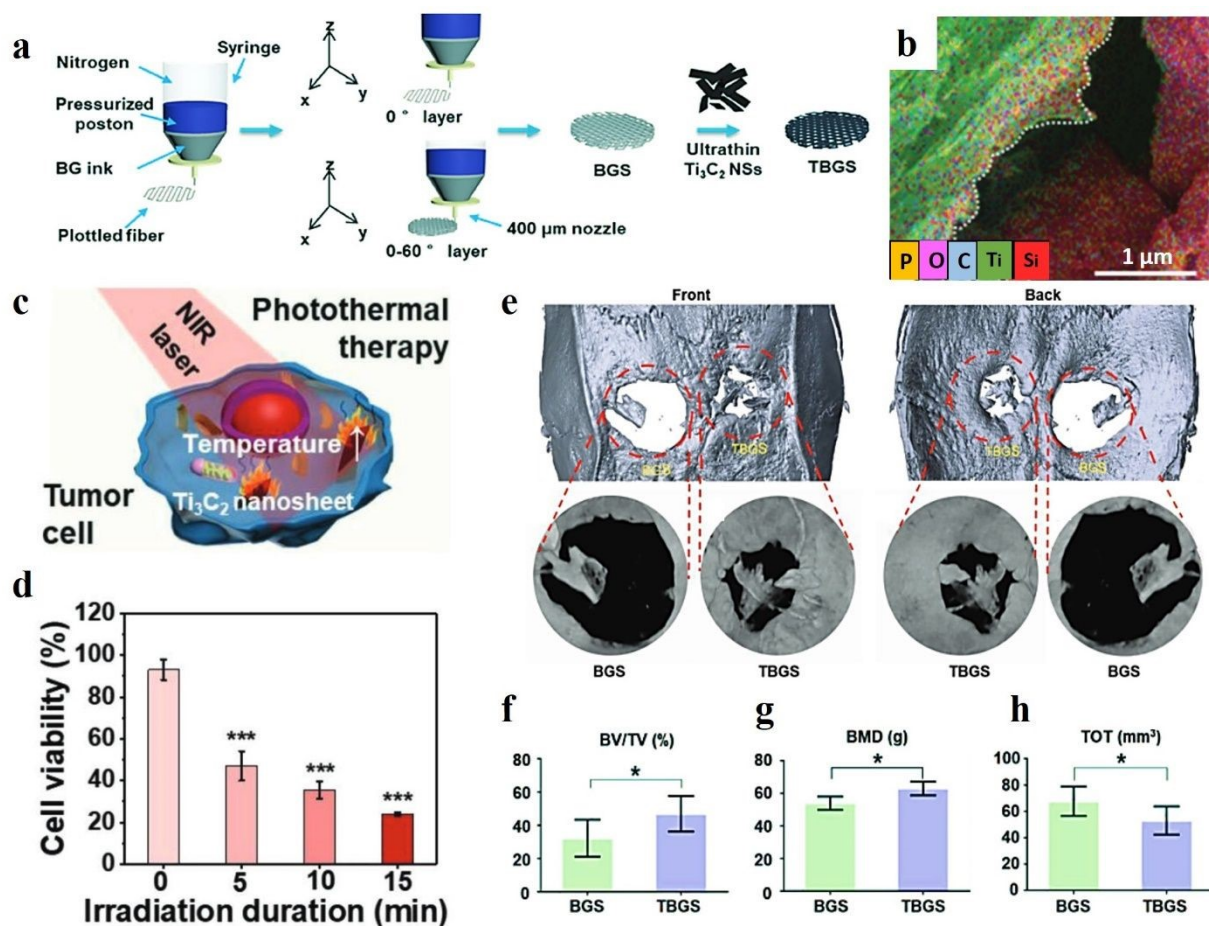 a
Nitrogen
Syringe
Pressurized
poston
BG ink
Plottled fiber
z
x
y
0 ° layer
z
x
y
0-60 ° layer
400 μm nozzle
BGS
Ultrathin
Ti₃C₂ NSs
TBGS
b
P O C Ti Si
1 μm
c
NIR
laser
Photothermal
therapy
Temperature ↑
Ti₃C₂ nanosheet
Tumor
cell
d
Cell viability (%)
120
100
80
60
40
20
0
***
***
***
0 5 10 15
Irradiation duration (min)
e
Front
Back
BGS
TBGS
TBGS
BGS
BGS
TBGS
TBGS
BGS
f
BV/TV (%)
80
60
40
20
0
*
BGS TBGS
g
BMD (g)
80
60
40
20
0
*
BGS TBGS
h
TOT (mm³)
100
80
60
40
20
0
*
BGS TBGS